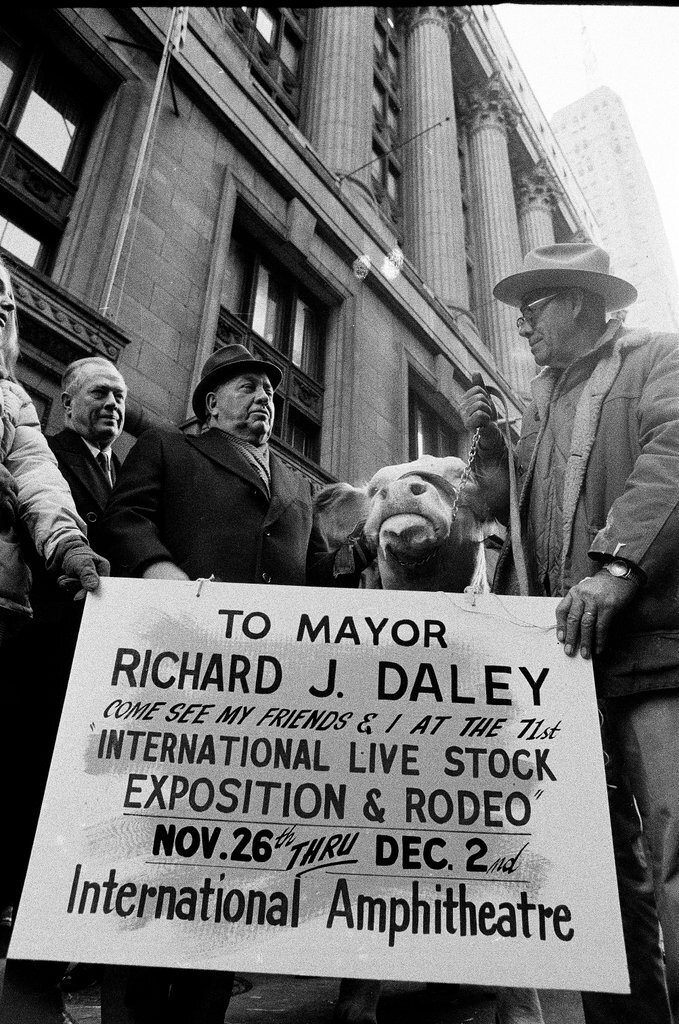 TO MAYOR
RICHARD J. DALEY
COME SEE MY FRIENDS & I AT THE 71st
"INTERNATIONAL LIVE STOCK
EXPOSITION & RODEO"
NOV. 26th THRU DEC. 2nd
International Amphitheatre